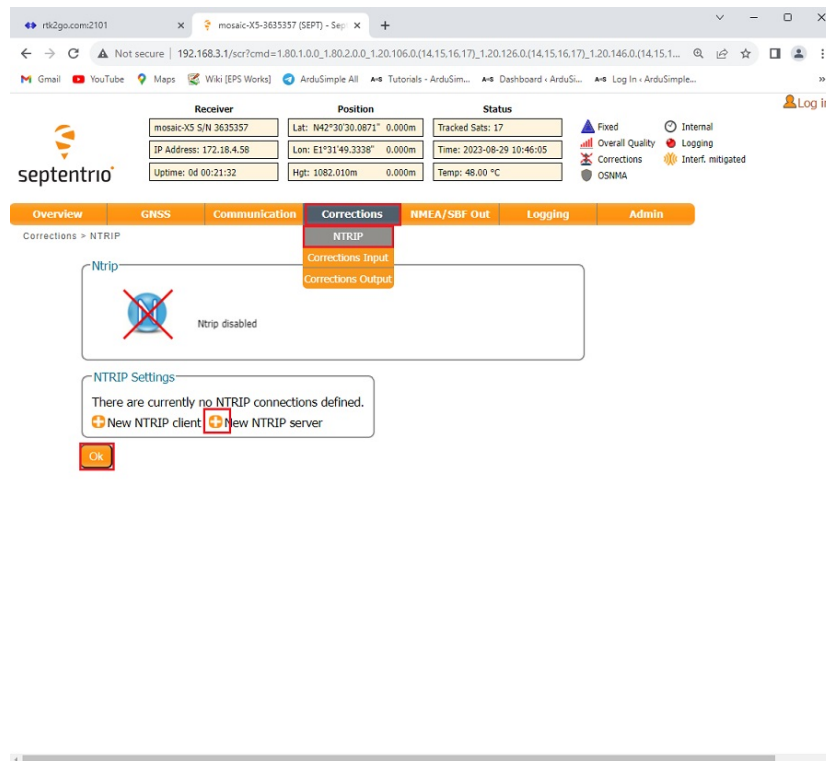 rtk2go.com:2101
mosaic-X5-3635357 (SEPT) - Sep
Not secure | 192.168.3.1/scr?cmd=1.80.1.0.0_1.80.2.0.0_1.20.106.0.(14,15,16,17)_1.20.126.0.(14,15,16,17)_1.20.146.0.(14,15,1...
Gmail YouTube Maps Wiki [EPS Works] ArduSimple All Tutorials - ArduSim... Dashboard ‹ ArduSi... Log In ‹ ArduSimple... »
Log in
septentrio
Receiver
mosaic-X5 S/N 3635357
IP Address: 172.18.4.58
Uptime: 0d 00:21:32
Position
Lat: N42°30'30.0871" 0.000m
Lon: E1°31'49.3338" 0.000m
Hgt: 1082.010m 0.000m
Status
Tracked Sats: 17
Time: 2023-08-29 10:46:05
Temp: 48.00 °C
Fixed
Overall Quality
Corrections
OSNMA
Internal
Logging
Interf. mitigated
Overview GNSS Communication Corrections NMEA/SBF Out Logging Admin
Corrections > NTRIP
NTRIP
Corrections Input
Corrections Output
Ntrip
N
Ntrip disabled
NTRIP Settings
There are currently no NTRIP connections defined.
New NTRIP client New NTRIP server
Ok